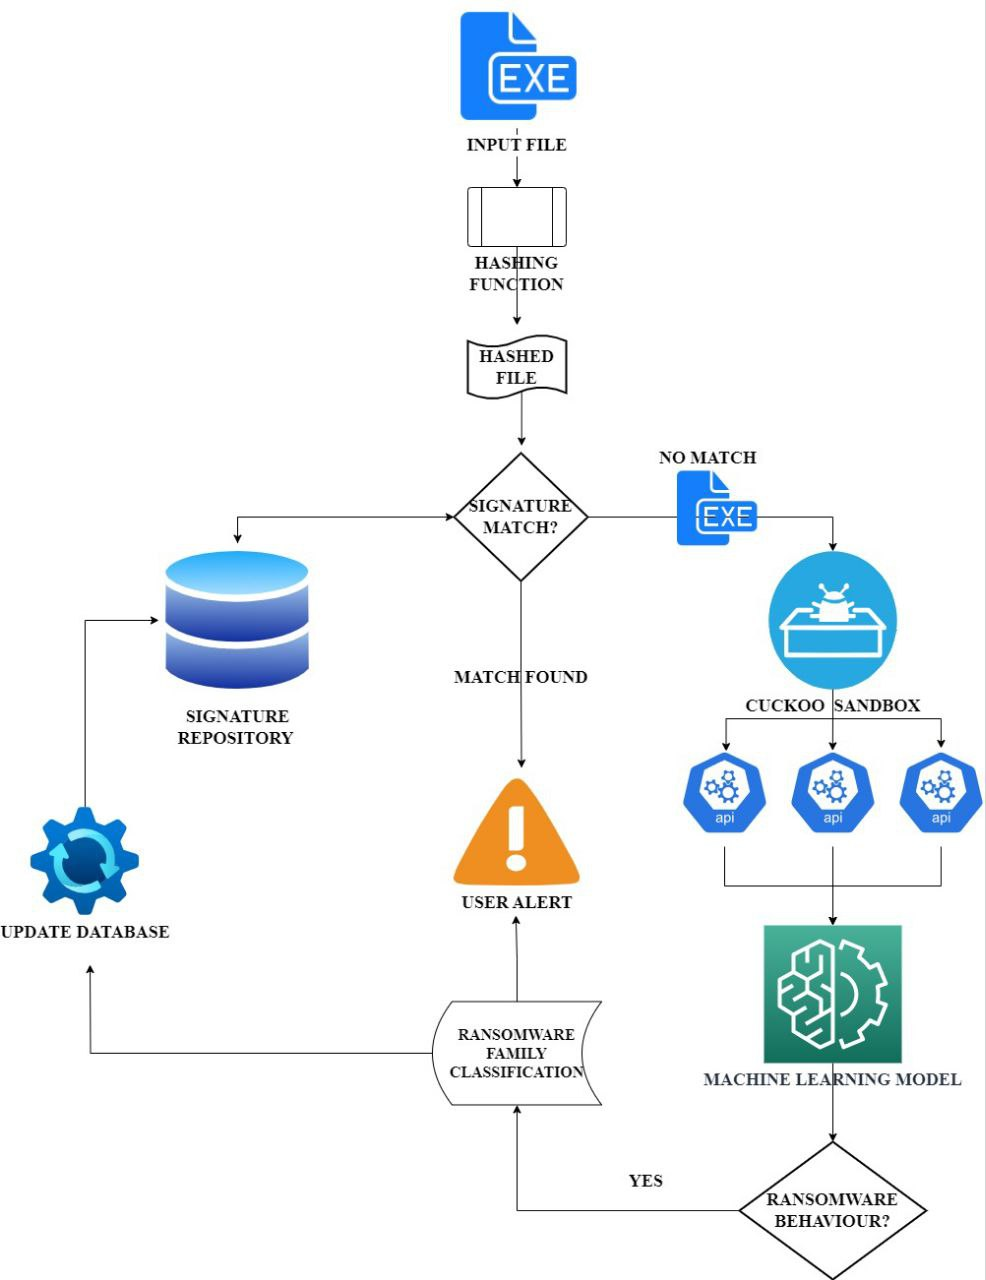 EXE
INPUT FILE
HASHING
FUNCTION
HASHED
FILE
NO MATCH
EXE
SIGNATURE
MATCH?
MATCH FOUND
SIGNATURE
REPOSITORY
CUCKOO SANDBOX
api
api
api
USER ALERT
UPDATE DATABASE
RANSOMWARE
FAMILY
CLASSIFICATION
MACHINE LEARNING MODEL
YES
RANSOMWARE
BEHAVIOUR?